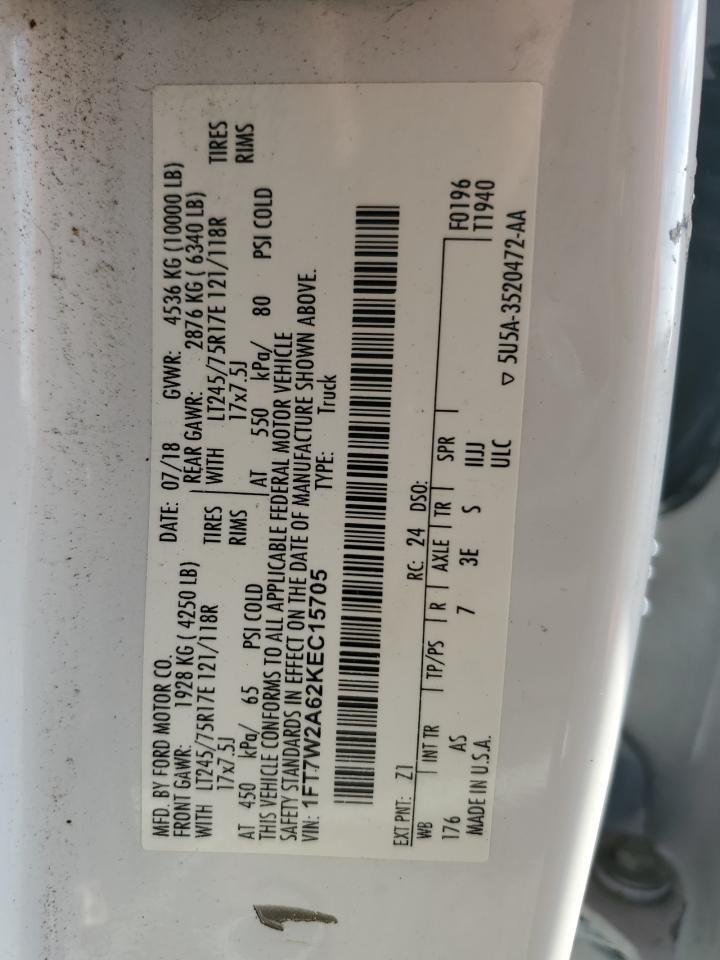 MFD. BY FORD MOTOR CO.
DATE: 07/18 GVWR: 4536 KG (10000 LB)
FRONT GAWR: 1928 KG ( 4250 LB) REAR GAWR: 2876 KG ( 6340 LB)
WITH LT245/75R17E 121/118R TIRES WITH LT245/75R17E 121/118R TIRES
17x7.5J RIMS 17x7.5J RIMS
AT 450 kPa/ 65 PSI COLD AT 550 kPa/ 80 PSI COLD
THIS VEHICLE CONFORMS TO ALL APPLICABLE FEDERAL MOTOR VEHICLE
SAFETY STANDARDS IN EFFECT ON THE DATE OF MANUFACTURE SHOWN ABOVE.
VIN: 1FT7W2A62KEC15705 TYPE: Truck
EXT PNT: Z1 RC: 24 DSO: F0196
WB INT TR TP/PS R AXLE TR SPR T1940
176 AS 7 3E S IIJJ
MADE IN U.S.A. ULC ▽ 5U5A-3520472-AA